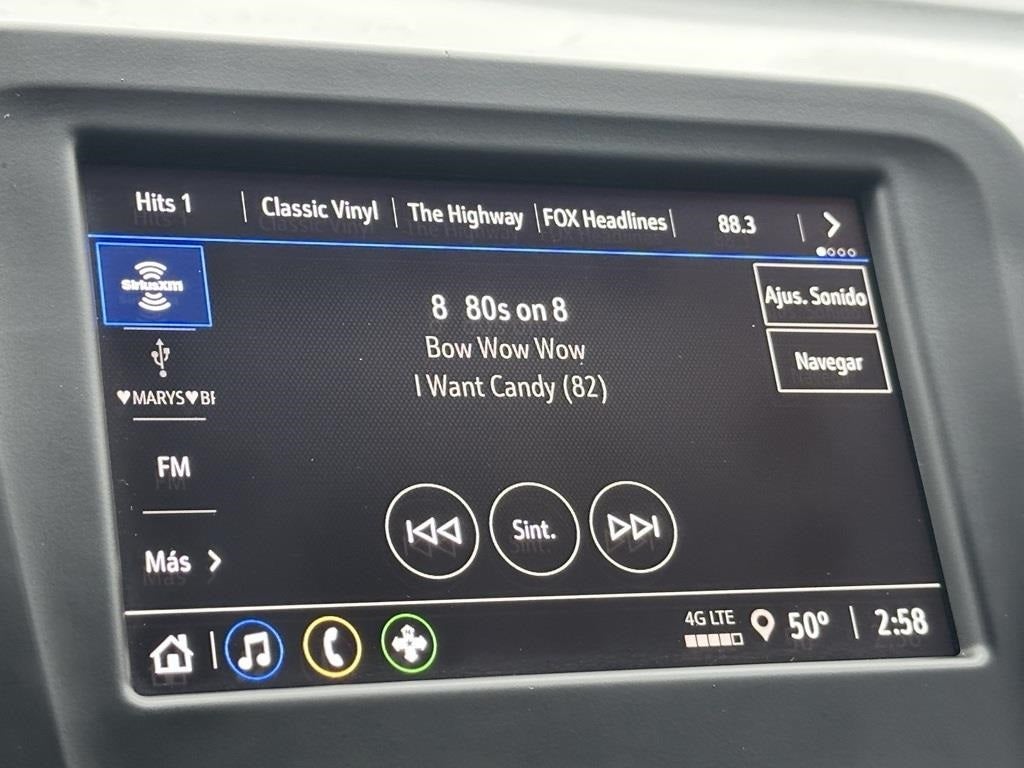 Hits 1 | Classic Vinyl | The Highway | FOX Headlines | 88.3
SiriusXM
8 80s on 8
Ajus. Sonido
Bow Wow Wow
Navegar
I Want Candy (82)
♥MARYS♥BF
FM
Sint.
Más
4G LTE
50° | 2:58